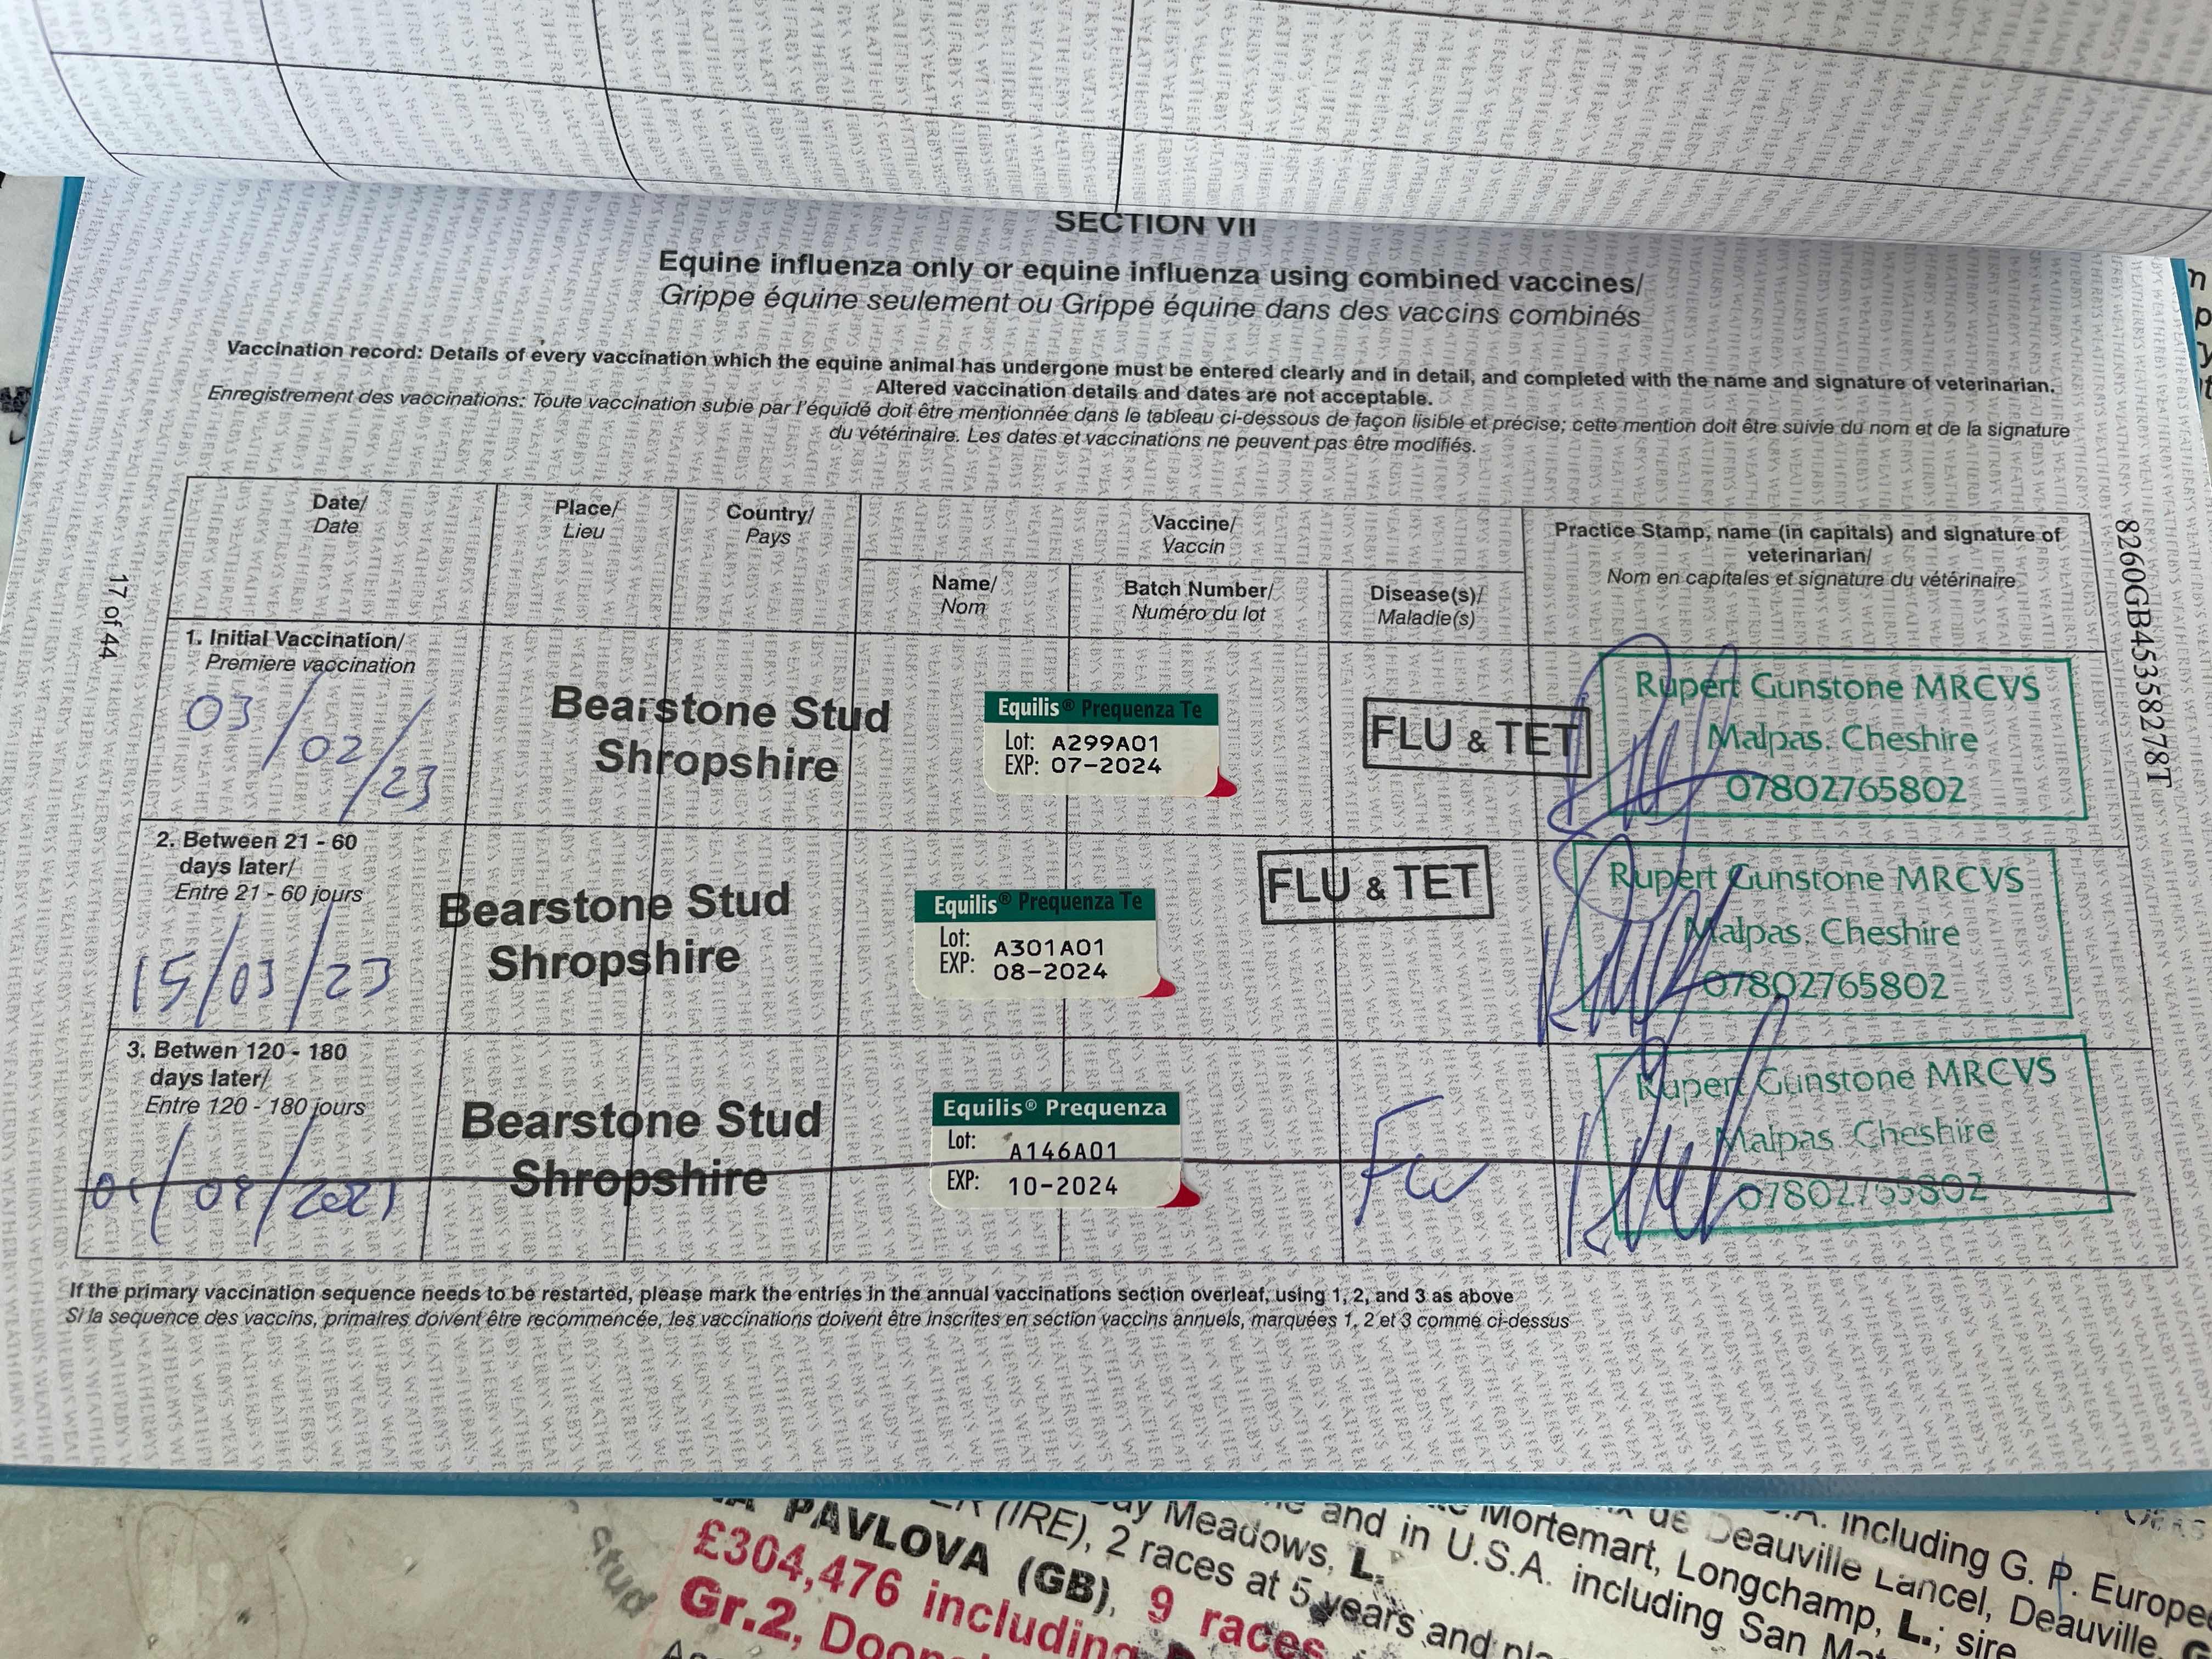 SECTION VII
Equine influenza only or equine influenza using combined vaccines/
Grippe équine seulement ou Grippe équine dans des vaccins combinés
Vaccination record: Details of every vaccination which the equine animal has undergone must be entered clearly and in detail, and completed with the name and signature of veterinarian.
Altered vaccination details and dates are not acceptable.
Enregistrement des vaccinations: Toute vaccination subie par l'équidé doit être mentionnée dans le tableau ci-dessous de façon lisible et précise; cette mention doit être suivie du nom et de la signature
du vétérinaire. Les dates et vaccinations ne peuvent pas être modifiés.
Date/
Date
Place/
Lieu
Country/
Pays
Vaccine/
Vaccin
Name/
Nom
Batch Number/
Numéro du lot
Disease(s)/
Maladie(s)
Practice Stamp, name (in capitals) and signature of
veterinarian/
Nom en capitales et signature du vétérinaire
1. Initial Vaccination/
Premiere vaccination
03/02/23
Bearstone Stud
Shropshire
Equilis® Prequenza Te
Lot: A299A01
EXP: 07-2024
FLU & TET
Rupert Gunstone MRCVS
Malpas. Cheshire
07802765802
2. Between 21 - 60
days later/
Entre 21 - 60 jours
15/03/23
Bearstone Stud
Shropshire
Equilis® Prequenza Te
Lot: A301A01
EXP: 08-2024
FLU & TET
Rupert Gunstone MRCVS
Malpas. Cheshire
07802765802
3. Betwen 120 - 180
days later/
Entre 120 - 180 jours
Bearstone Stud
Shropshire
Equilis® Prequenza
Lot: A146A01
EXP: 10-2024
Rupert Gunstone MRCVS
Malpas. Cheshire
07802765802
If the primary vaccination sequence needs to be restarted, please mark the entries in the annual vaccinations section overleaf, using 1, 2, and 3 as above
Si la sequence des vaccins, primaires doivent être recommencée, les vaccinations doivent être inscrites en section vaccins annuels, marquées 1, 2 et 3 comme ci-dessus
17 of 44
8260GB45358278T
PAVLOVA (GB), 9 races
£304,476 including
Gr.2,
(IRE), 2 races at 5 years and
Meadows, L.
and in U.S.A. including San
Mortemart, Longchamp, L.; sire
de Deauville Lancel, Deauville,
including G. P.
stud